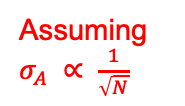 Assuming
σ_A ∝ 1/√N